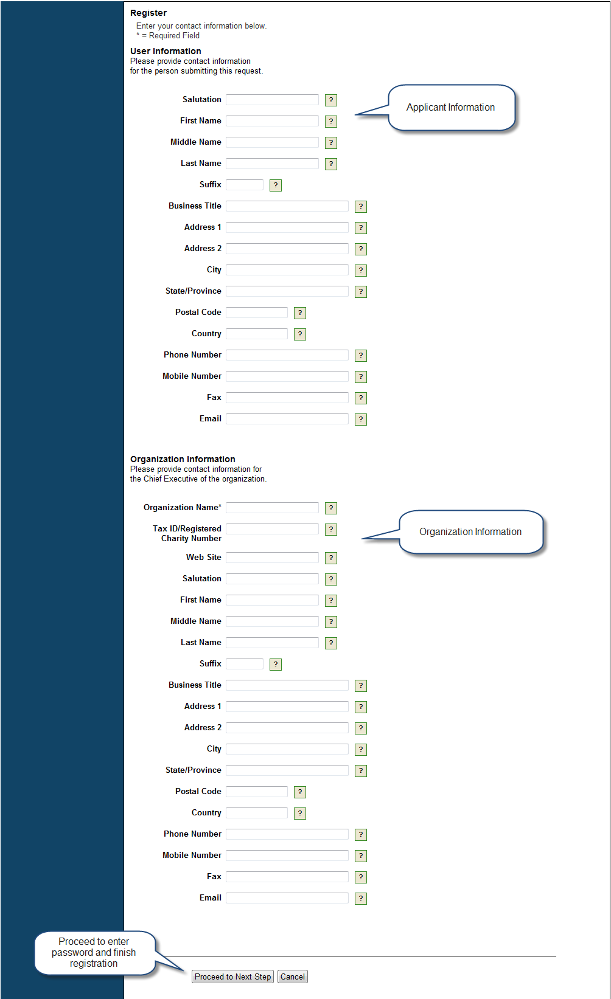 Register
Enter your contact information below.
* = Required Field
User Information
Please provide contact information
for the person submitting this request.
Salutation ?
Applicant Information
First Name ?
Middle Name ?
Last Name ?
Suffix ?
Business Title ?
Address 1 ?
Address 2 ?
City ?
State/Province ?
Postal Code ?
Country ?
Phone Number ?
Mobile Number ?
Fax ?
Email ?
Organization Information
Please provide contact information for
the Chief Executive of the organization.
Organization Name* ?
Tax ID/Registered ?
Charity Number
Organization Information
Web Site ?
Salutation ?
First Name ?
Middle Name ?
Last Name ?
Suffix ?
Business Title ?
Address 1 ?
Address 2 ?
City ?
State/Province ?
Postal Code ?
Country ?
Phone Number ?
Mobile Number ?
Fax ?
Email ?
Proceed to enter
password and finish
registration
Proceed to Next Step Cancel